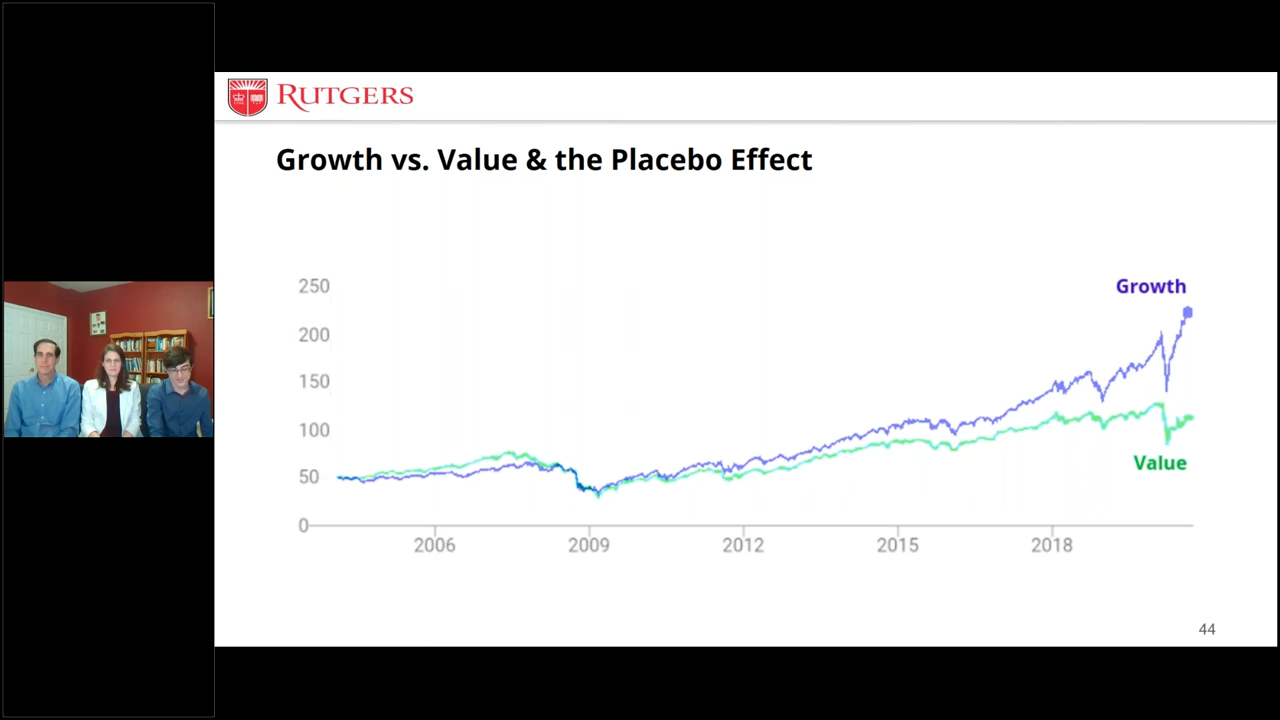 RUTGERS
Growth vs. Value & the Placebo Effect
250
200
150
100
50
0
Growth
Value
2006 2009 2012 2015 2018
44